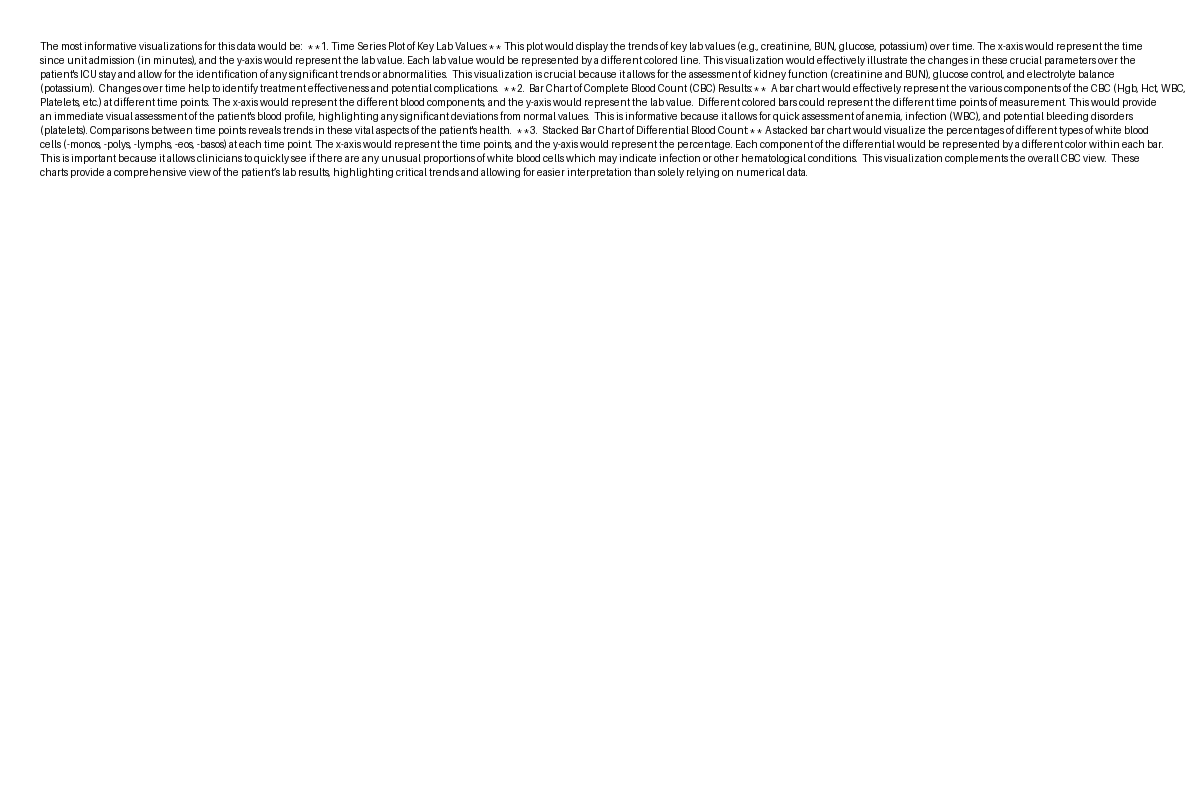 The most informative visualizations for this data would be:  **1. Time Series Plot of Key Lab Values:** This plot would display the trends of key lab values (e.g., creatinine, BUN, glucose, potassium) over time. The x-axis would represent the time
since unit admission (in minutes), and the y-axis would represent the lab value. Each lab value would be represented by a different colored line. This visualization would effectively illustrate the changes in these crucial parameters over the
patient's ICU stay and allow for the identification of any significant trends or abnormalities.  This visualization is crucial because it allows for the assessment of kidney function (creatinine and BUN), glucose control, and electrolyte balance
(potassium).  Changes over time help to identify treatment effectiveness and potential complications.  **2.  Bar Chart of Complete Blood Count (CBC) Results:**  A bar chart would effectively represent the various components of the CBC (Hgb, Hct, WBC,
Platelets, etc.) at different time points. The x-axis would represent the different blood components, and the y-axis would represent the lab value.  Different colored bars could represent the different time points of measurement. This would provide
an immediate visual assessment of the patient's blood profile, highlighting any significant deviations from normal values.  This is informative because it allows for quick assessment of anemia, infection (WBC), and potential bleeding disorders
(platelets). Comparisons between time points reveals trends in these vital aspects of the patient's health.  **3.  Stacked Bar Chart of Differential Blood Count:** A stacked bar chart would visualize the percentages of different types of white blood
cells (-monos, -polys, -lymphs, -eos, -basos) at each time point. The x-axis would represent the time points, and the y-axis would represent the percentage. Each component of the differential would be represented by a different color within each bar.
This is important because it allows clinicians to quickly see if there are any unusual proportions of white blood cells which may indicate infection or other hematological conditions.  This visualization complements the overall CBC view.  These
charts provide a comprehensive view of the patient's lab results, highlighting critical trends and allowing for easier interpretation than solely relying on numerical data.